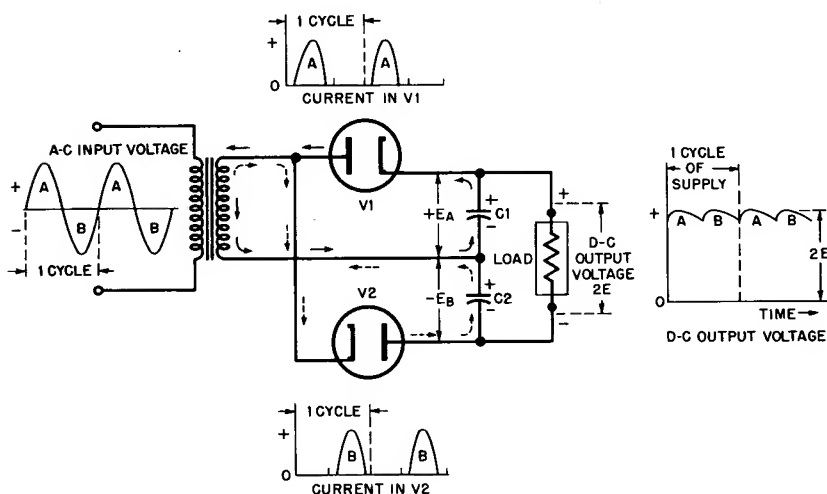 1 CYCLE
+
A
A
0
CURRENT IN V1
A-C INPUT VOLTAGE
+
A
A
-
B
B
1 CYCLE
V1
+EA
+
C1
-
-EB
+
C2
-
V2
LOAD
+
D-C
OUTPUT
VOLTAGE
2E
-
1 CYCLE
OF
SUPPLY
+
A
B
A
B
2E
0
TIME
D-C OUTPUT VOLTAGE
1 CYCLE
+
B
B
0
CURRENT IN V2